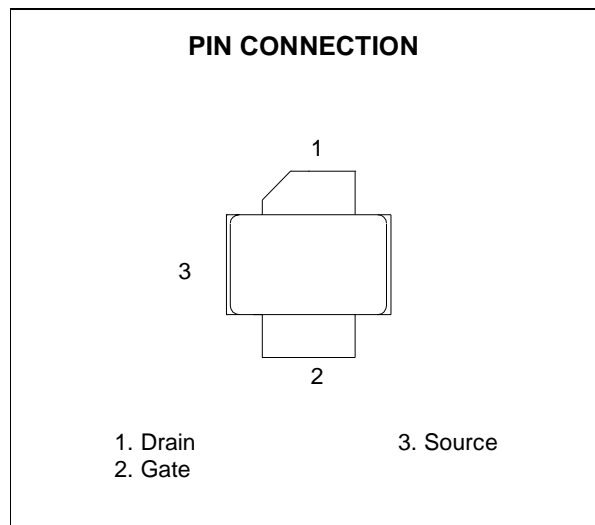 PIN CONNECTION
1
3
2
1. Drain
3. Source
2. Gate